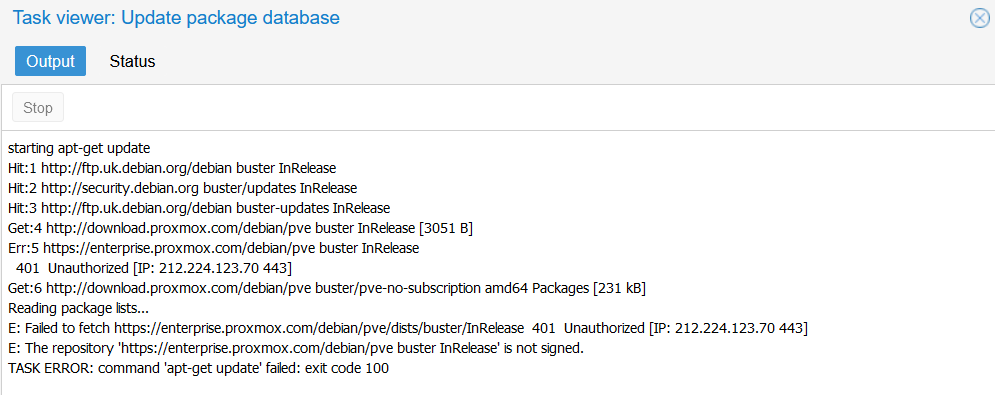 Task viewer: Update package database
Output Status
Stop
starting apt-get update
Hit:1 http://ftp.uk.debian.org/debian buster InRelease
Hit:2 http://security.debian.org buster/updates InRelease
Hit:3 http://ftp.uk.debian.org/debian buster-updates InRelease
Get:4 http://download.proxmox.com/debian/pve buster InRelease [3051 B]
Err:5 https://enterprise.proxmox.com/debian/pve buster InRelease
  401  Unauthorized [IP: 212.224.123.70 443]
Get:6 http://download.proxmox.com/debian/pve buster/pve-no-subscription amd64 Packages [231 kB]
Reading package lists...
E: Failed to fetch https://enterprise.proxmox.com/debian/pve/dists/buster/InRelease  401  Unauthorized [IP: 212.224.123.70 443]
E: The repository 'https://enterprise.proxmox.com/debian/pve buster InRelease' is not signed.
TASK ERROR: command 'apt-get update' failed: exit code 100